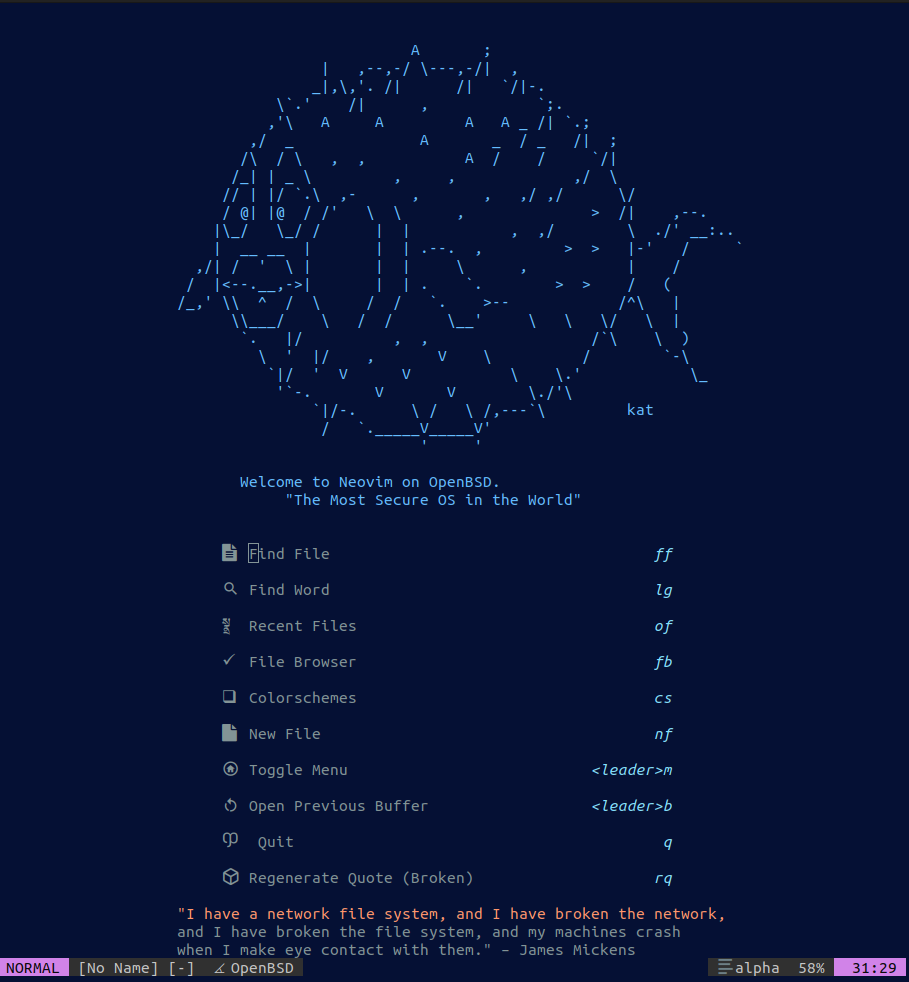 kat
Welcome to Neovim on OpenBSD.
"The Most Secure OS in the World"
Find File ff
Find Word lg
Recent Files of
File Browser fb
Colorschemes cs
New File nf
Toggle Menu <leader>m
Open Previous Buffer <leader>b
Quit q
Regenerate Quote (Broken) rq
"I have a network file system, and I have broken the network,
and I have broken the file system, and my machines crash
when I make eye contact with them." – James Mickens
NORMAL [No Name] [-] OpenBSD alpha 58% 31:29